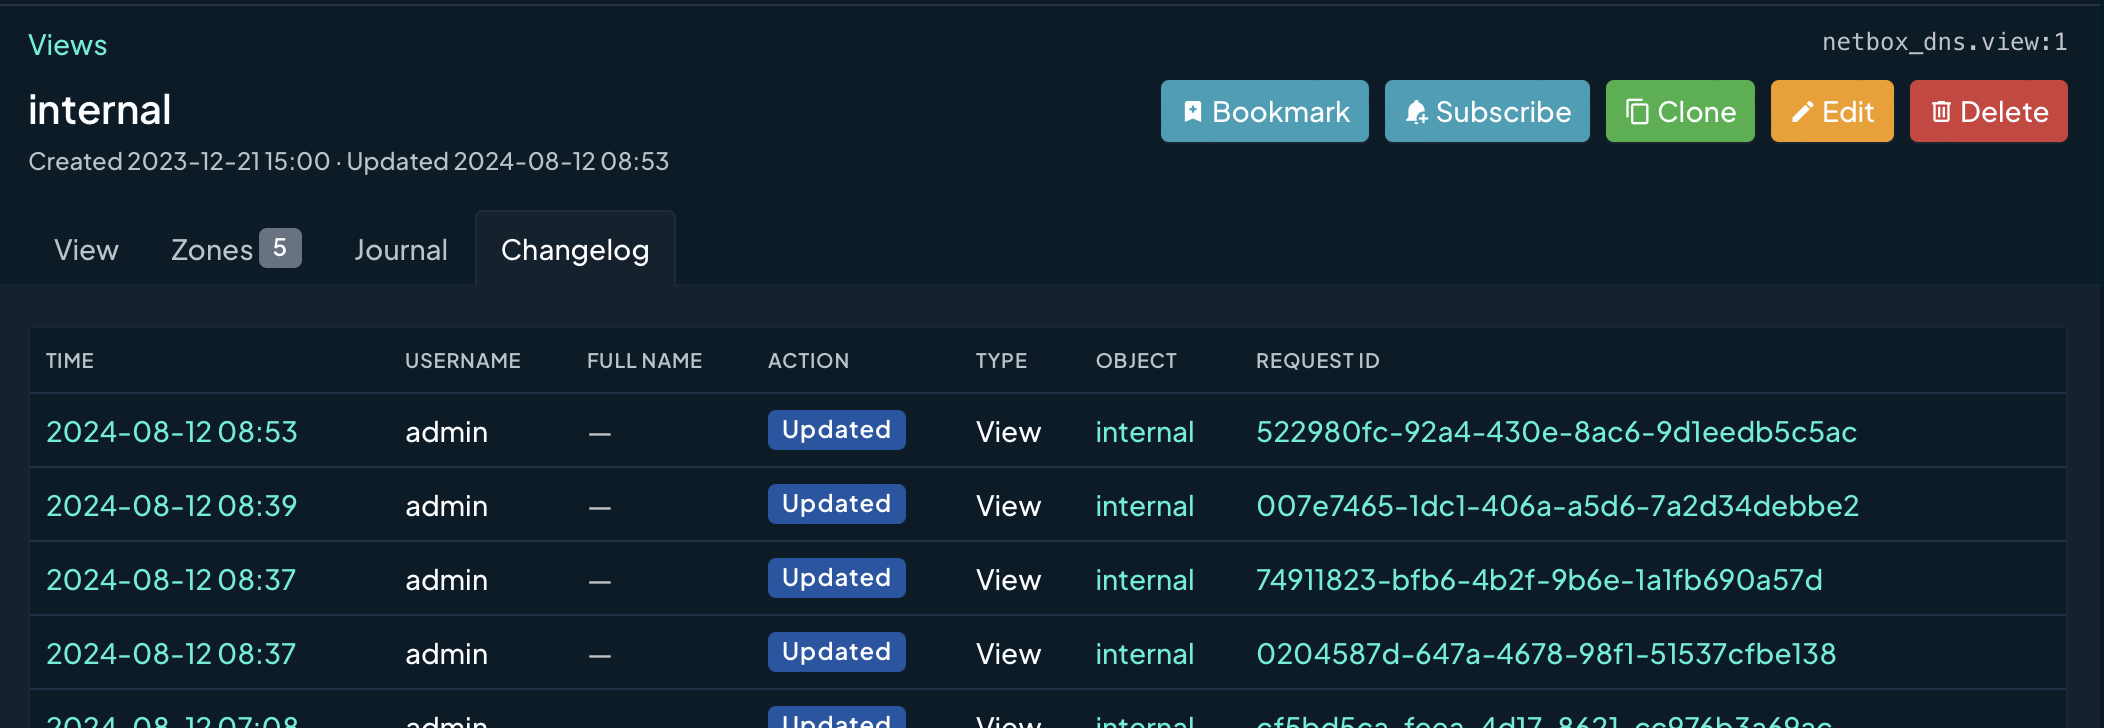 Views
netbox_dns.view:1
internal
Bookmark Subscribe Clone Edit Delete
Created 2023-12-21 15:00 · Updated 2024-08-12 08:53
View Zones 5 Journal Changelog
TIME USERNAME FULL NAME ACTION TYPE OBJECT REQUEST ID
2024-08-12 08:53 admin — Updated View internal 522980fc-92a4-430e-8ac6-9d1eedb5c5ac
2024-08-12 08:39 admin — Updated View internal 007e7465-1dc1-406a-a5d6-7a2d34debbe2
2024-08-12 08:37 admin — Updated View internal 74911823-bfb6-4b2f-9b6e-1a1fb690a57d
2024-08-12 08:37 admin — Updated View internal 0204587d-647a-4678-98f1-51537cfbe138
2024-08-12 07:08 admin Updated View internal